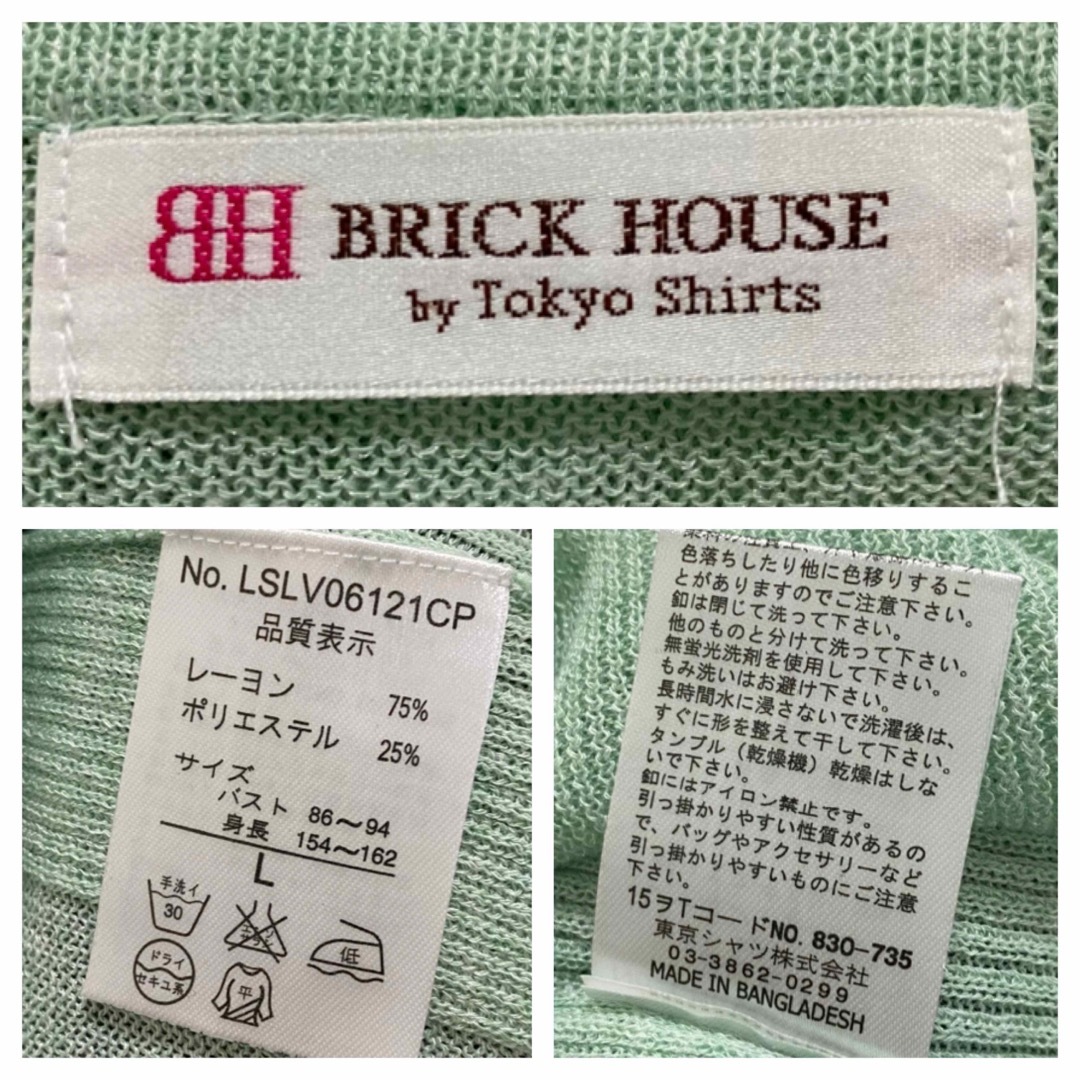 BH BRICK HOUSE
by Tokyo Shirts
No. LSLV06121CP
品質表示
レーヨン 75%
ポリエステル 25%
サイズ
バスト 86～94
身長 154～162
L
手洗イ
30
低
ドライ
セキユ系
平
色落ちしたり他に色移りするこ
とがありますのでご注意下さい。
釦は閉じて洗って下さい。
他のものと分けて洗って下さい。
無蛍光洗剤を使用して下さい。
もみ洗いはお避け下さい。
長時間水に浸さないで洗濯後は、
すぐに形を整えて干して下さい。
タンブル（乾燥機）乾燥はしな
いで下さい。
釦にはアイロン禁止です。
引っ掛かりやすい性質があるの
で、バッグやアクセサリーなど
引っ掛かりやすいものにご注意
下さい。
15ヲTコードNO. 830-735
東京シャツ株式会社
03-3862-0299
MADE IN BANGLADESH